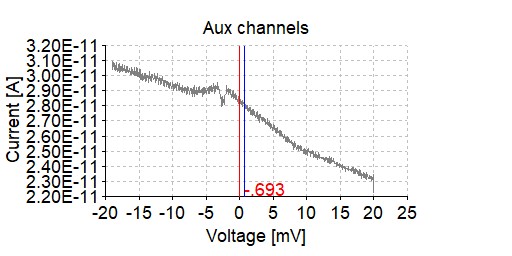 Aux channels
3.20E-11
3.10E-11
3.00E-11
2.90E-11
2.80E-11
2.70E-11
2.60E-11
2.50E-11
2.40E-11
2.30E-11
2.20E-11
Current [A]
-.693
-20 -15 -10 -5 0 5 10 15 20 25
Voltage [mV]